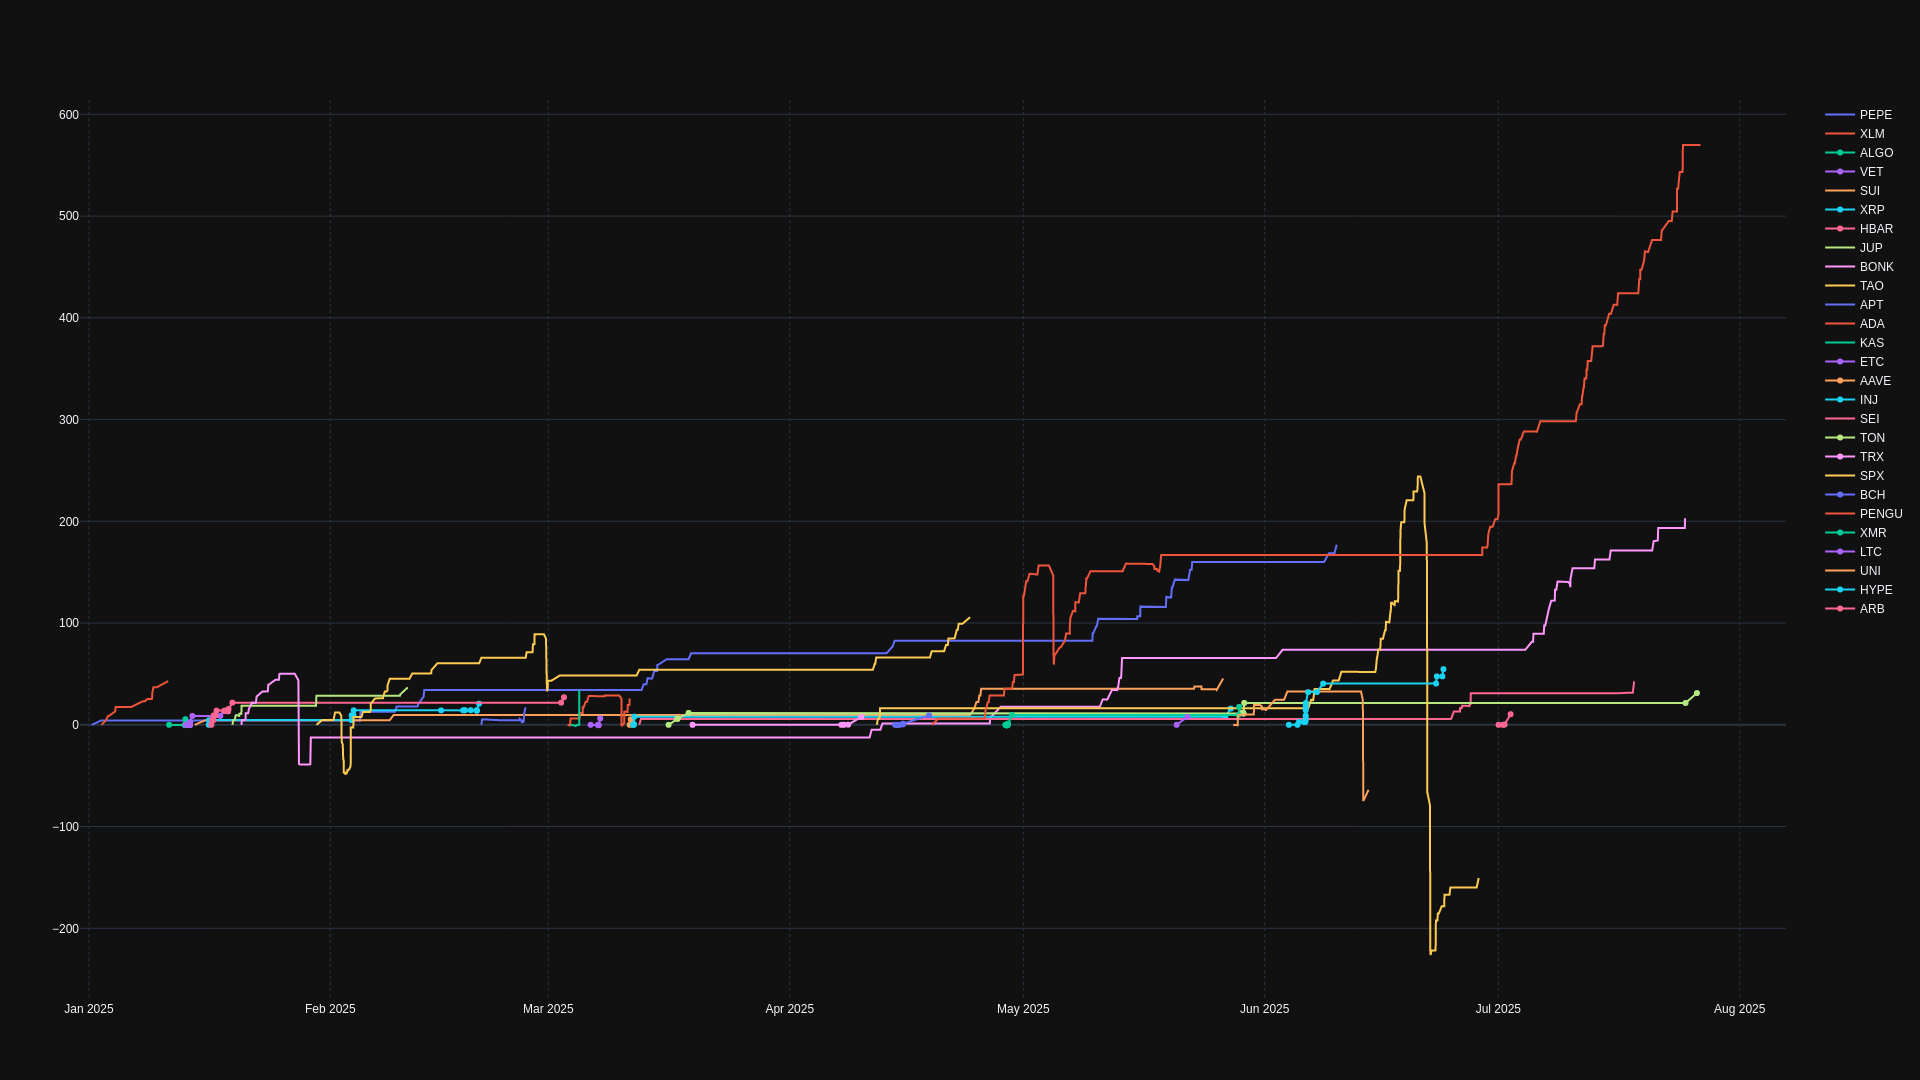 600
500
400
300
200
100
0
−100
−200
Jan 2025
Feb 2025
Mar 2025
Apr 2025
May 2025
Jun 2025
Jul 2025
Aug 2025
PEPE
XLM
ALGO
VET
SUI
XRP
HBAR
JUP
BONK
TAO
APT
ADA
KAS
ETC
AAVE
INJ
SEI
TON
TRX
SPX
BCH
PENGU
XMR
LTC
UNI
HYPE
ARB